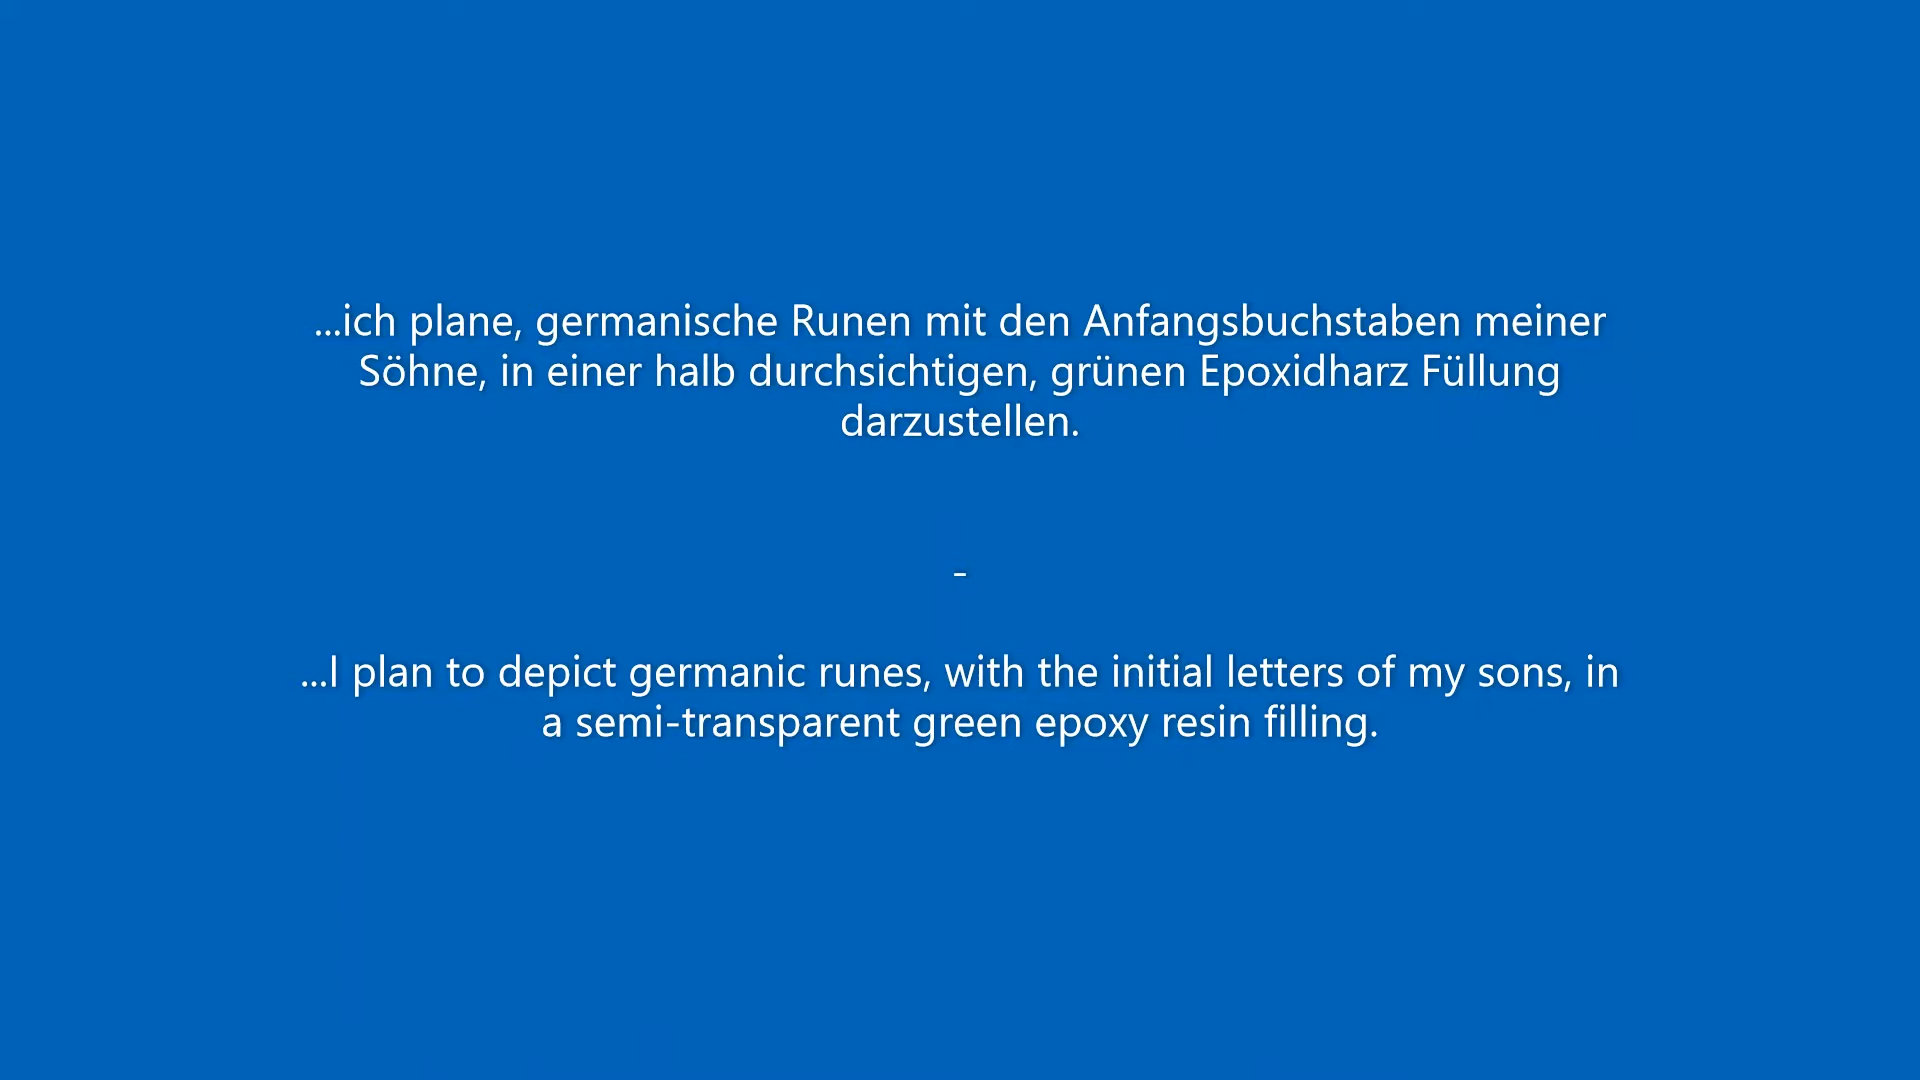 ...ich plane, germanische Runen mit den Anfangsbuchstaben meiner
Söhne, in einer halb durchsichtigen, grünen Epoxidharz Füllung
darzustellen.
-
...I plan to depict germanic runes, with the initial letters of my sons, in
a semi-transparent green epoxy resin filling.